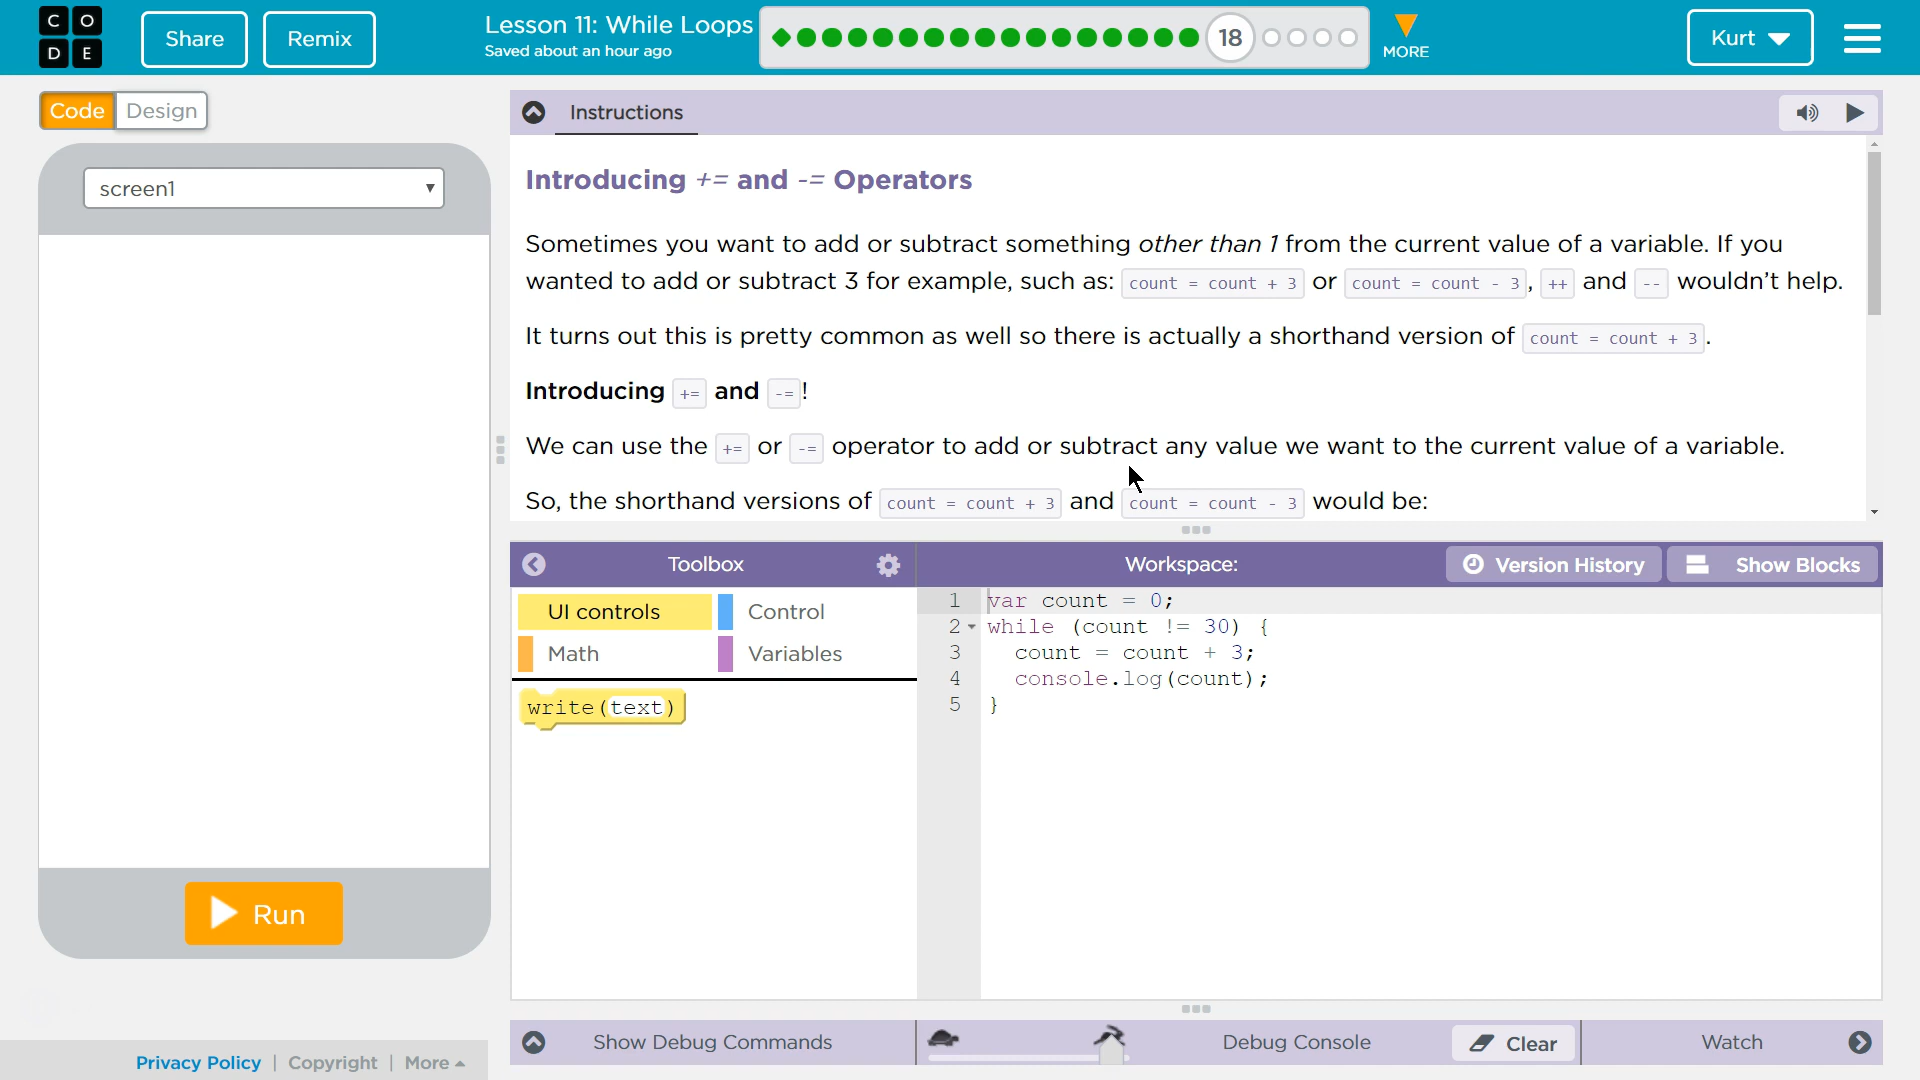 C O
D E
Share
Remix
Lesson 11: While Loops
Saved about an hour ago
18
MORE
Kurt
Code
Design
screen1
Instructions
Introducing += and -= Operators
Sometimes you want to add or subtract something other than 1 from the current value of a variable. If you
wanted to add or subtract 3 for example, such as: count = count + 3 or count = count - 3, ++ and -- wouldn't help.
It turns out this is pretty common as well so there is actually a shorthand version of count = count + 3.
Introducing += and -=!
We can use the += or -= operator to add or subtract any value we want to the current value of a variable.
So, the shorthand versions of count = count + 3 and count = count - 3 would be:
Toolbox
Workspace:
Version History
Show Blocks
UI controls
Control
Math
Variables
write(text)
1 var count = 0;
2 while (count != 30) {
3 count = count + 3;
4 console.log(count);
5 }
Run
Show Debug Commands
Debug Console
Clear
Watch
Privacy Policy | Copyright | More